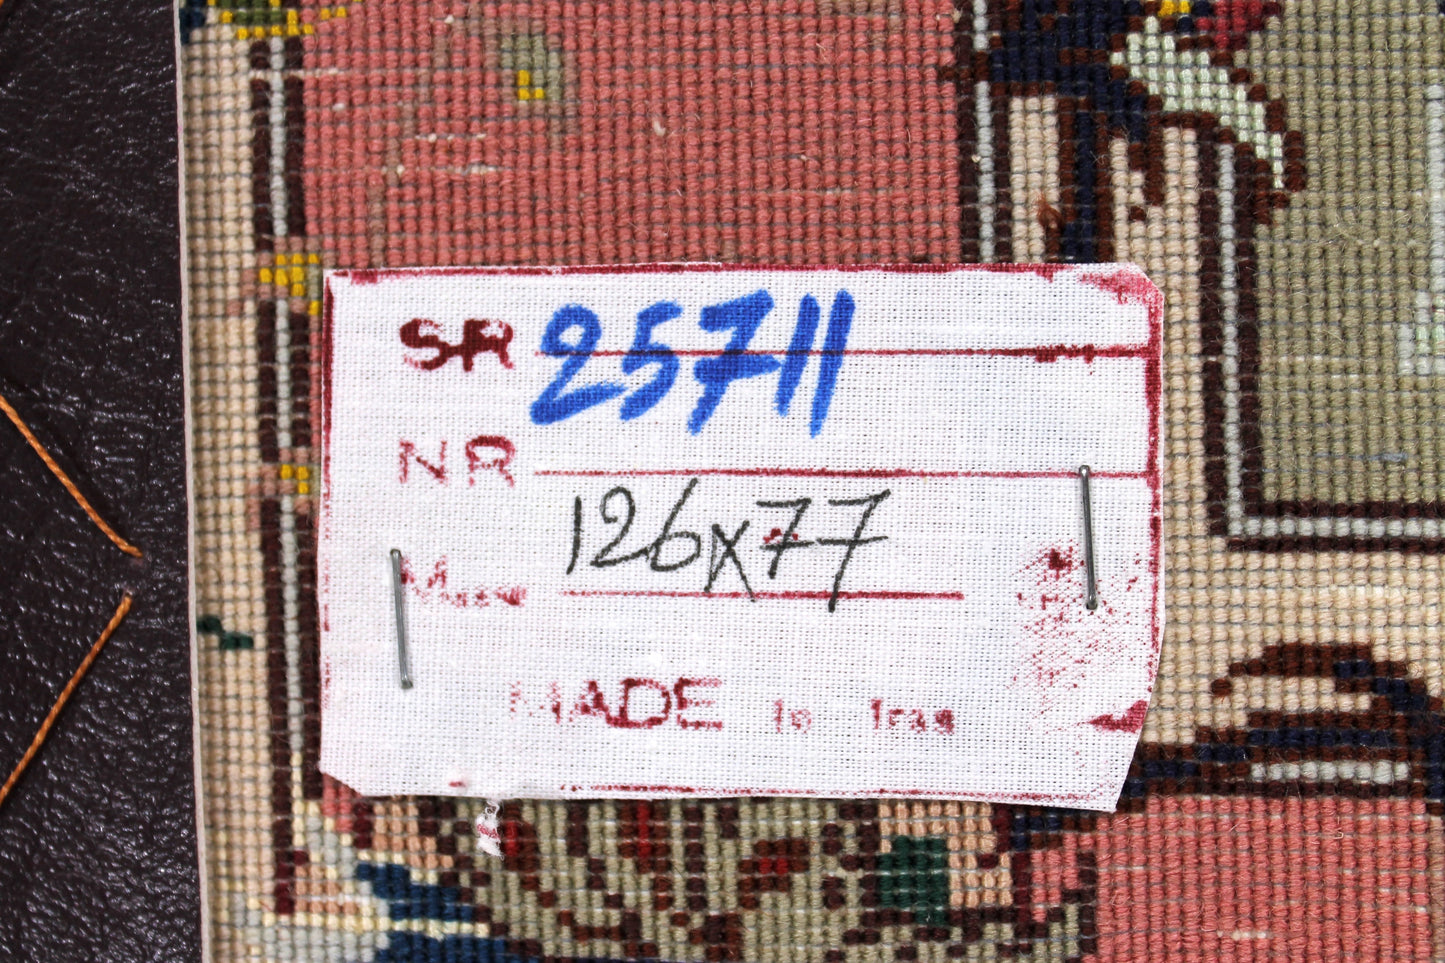 SR 25711
NR
126x77
MADE In Iran